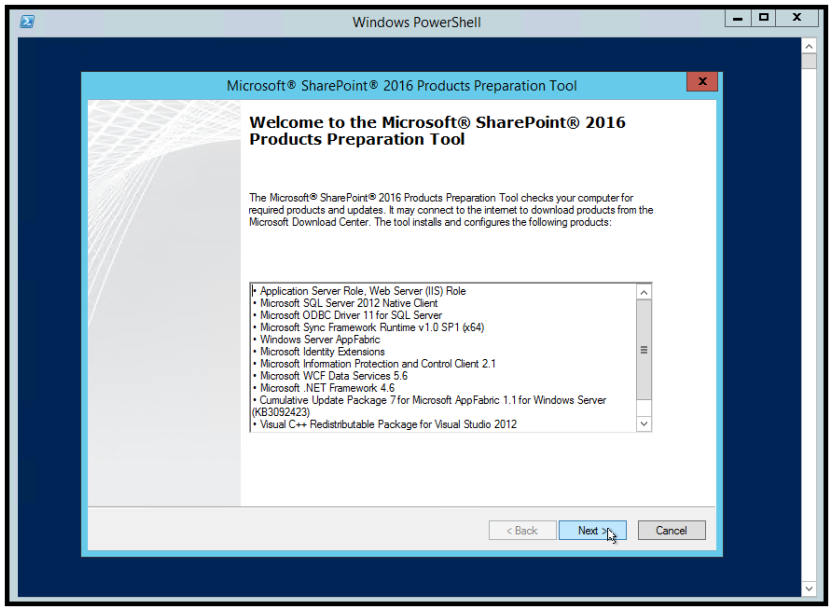 Windows PowerShell
Microsoft® SharePoint® 2016 Products Preparation Tool
Welcome to the Microsoft® SharePoint® 2016
Products Preparation Tool
The Microsoft® SharePoint® 2016 Products Preparation Tool checks your computer for
required products and updates. It may connect to the internet to download products from the
Microsoft Download Center. The tool installs and configures the following products:
• Application Server Role, Web Server (IIS) Role
• Microsoft SQL Server 2012 Native Client
• Microsoft ODBC Driver 11 for SQL Server
• Microsoft Sync Framework Runtime v1.0 SP1 (x64)
• Windows Server AppFabric
• Microsoft Identity Extensions
• Microsoft Information Protection and Control Client 2.1
• Microsoft WCF Data Services 5.6
• Microsoft .NET Framework 4.6
• Cumulative Update Package 7 for Microsoft AppFabric 1.1 for Windows Server
(KB3092423)
• Visual C++ Redistributable Package for Visual Studio 2012
< Back Next > Cancel